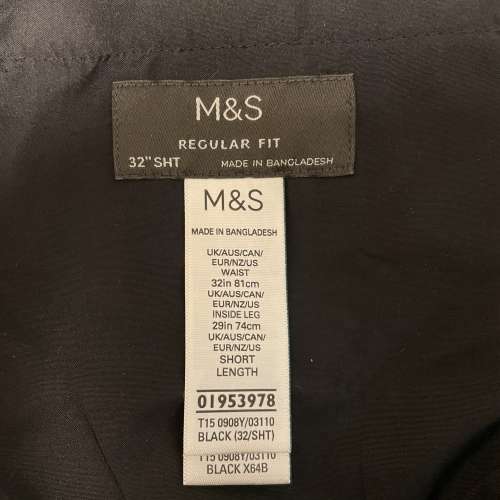 M&S
REGULAR FIT
32" SHT MADE IN BANGLADESH
M&S
MADE IN BANGLADESH
UK/AUS/CAN/
EUR/NZ/US
WAIST
32in 81cm
UK/AUS/CAN/
EUR/NZ/US
INSIDE LEG
29in 74cm
UK/AUS/CAN/
EUR/NZ/US
SHORT
LENGTH
01953978
T15 0908Y/03110
BLACK (32/SHT)
T15 0908Y/03110
BLACK X64B